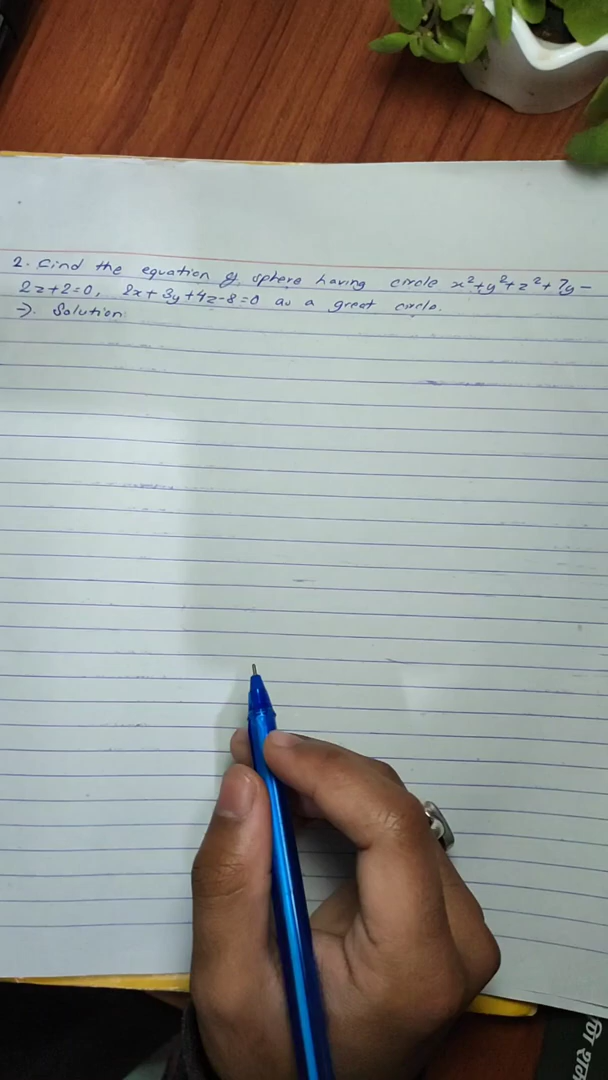 2. Find the equation of sphere having circle x²+y²+z²+7y-
2z+2=0, 2x+3y+4z-8=0 as a great circle.
→. Solution